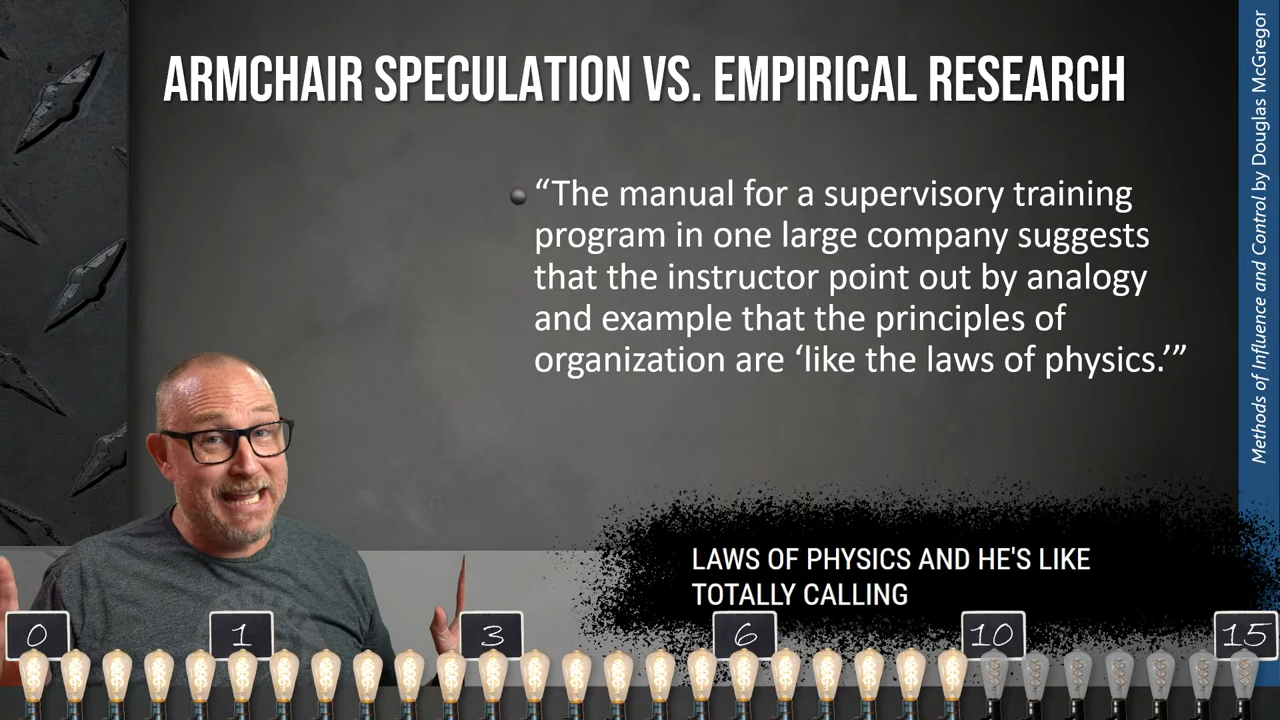 ARMCHAIR SPECULATION VS. EMPIRICAL RESEARCH
“The manual for a supervisory training
program in one large company suggests
that the instructor point out by analogy
and example that the principles of
organization are ‘like the laws of physics.’”
Methods of Influence and Control by Douglas McGregor
LAWS OF PHYSICS AND HE'S LIKE
TOTALLY CALLING
0 1 3 6 10 15